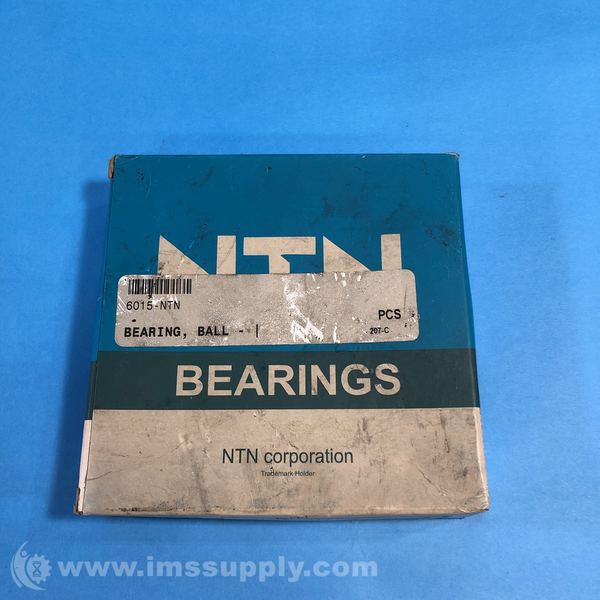 NTN
6015-NTN
BEARING, BALL - |
PCS
207-C
BEARINGS
NTN corporation
Trademark Holder
www.imssupply.com